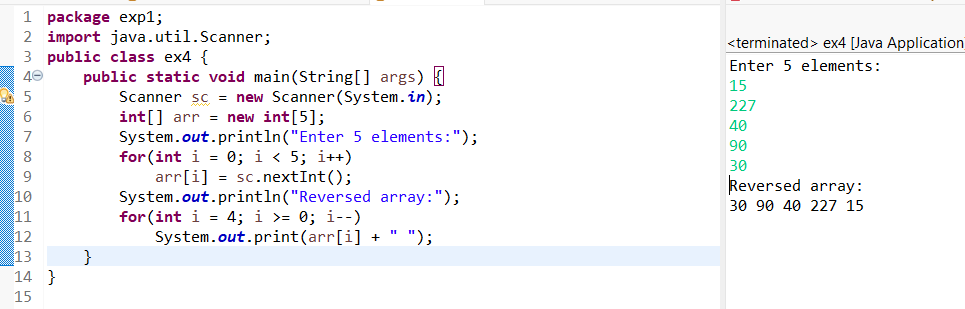 1 package exp1;
2 import java.util.Scanner;
3 public class ex4 {
4 public static void main(String[] args) {
5 Scanner sc = new Scanner(System.in);
6 int[] arr = new int[5];
7 System.out.println("Enter 5 elements:");
8 for(int i = 0; i < 5; i++)
9 arr[i] = sc.nextInt();
10 System.out.println("Reversed array:");
11 for(int i = 4; i >= 0; i--)
12 System.out.print(arr[i] + " ");
13 }
14 }
15
<terminated> ex4 [Java Application]
Enter 5 elements:
15
227
40
90
30
Reversed array:
30 90 40 227 15